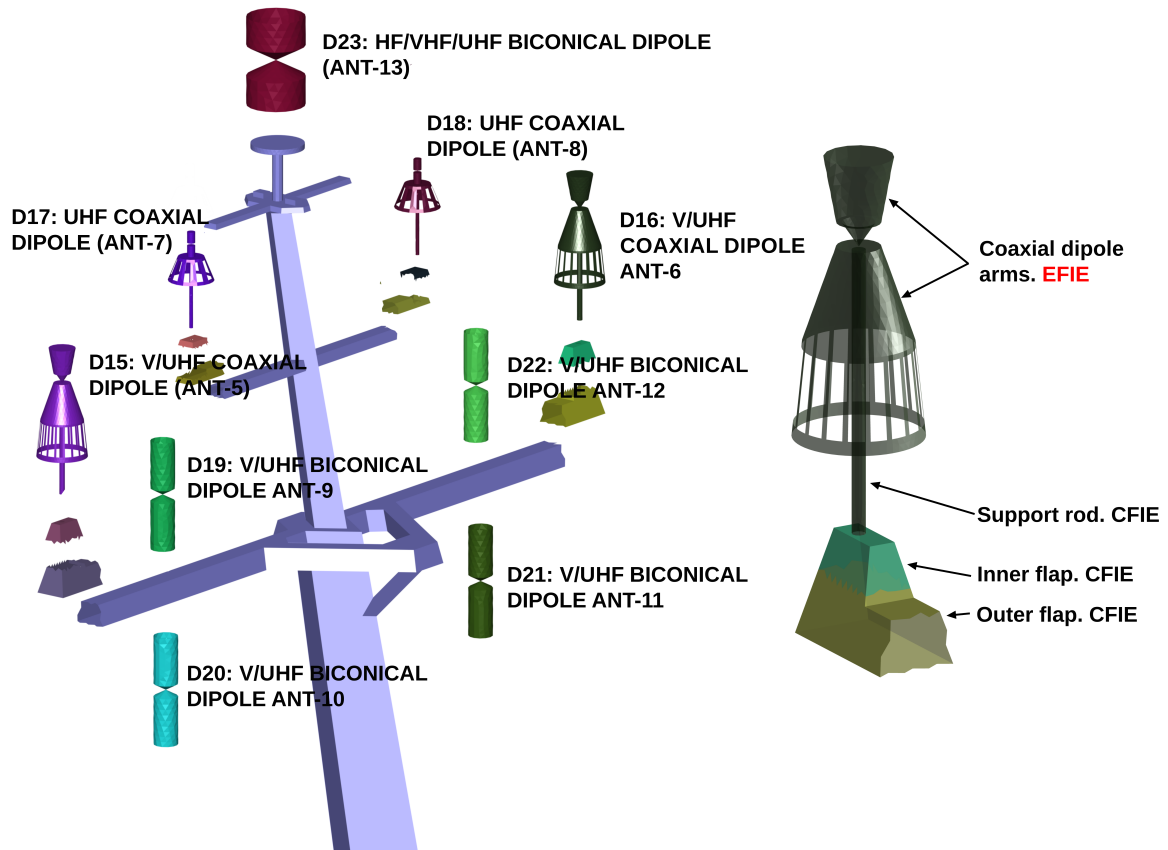 D23: HF/VHF/UHF BICONICAL DIPOLE
(ANT-13)
D18: UHF COAXIAL
DIPOLE (ANT-8)
D17: UHF COAXIAL
DIPOLE (ANT-7)
D16: V/UHF
COAXIAL DIPOLE
ANT-6
D15: V/UHF COAXIAL
DIPOLE (ANT-5)
D22: V/UHF BICONICAL
DIPOLE ANT-12
D19: V/UHF BICONICAL
DIPOLE ANT-9
D21: V/UHF BICONICAL
DIPOLE ANT-11
D20: V/UHF BICONICAL
DIPOLE ANT-10
Coaxial dipole
arms. EFIE
Support rod. CFIE
Inner flap. CFIE
Outer flap. CFIE